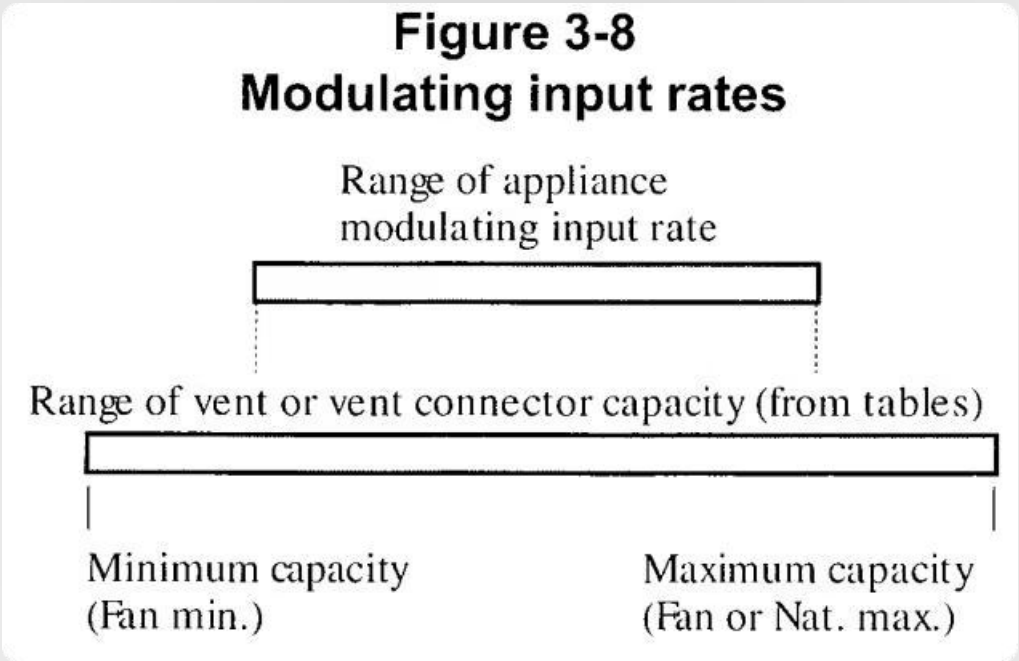 Figure 3-8
Modulating input rates
Range of appliance
modulating input rate
Range of vent or vent connector capacity (from tables)
Minimum capacity
(Fan min.)
Maximum capacity
(Fan or Nat. max.)